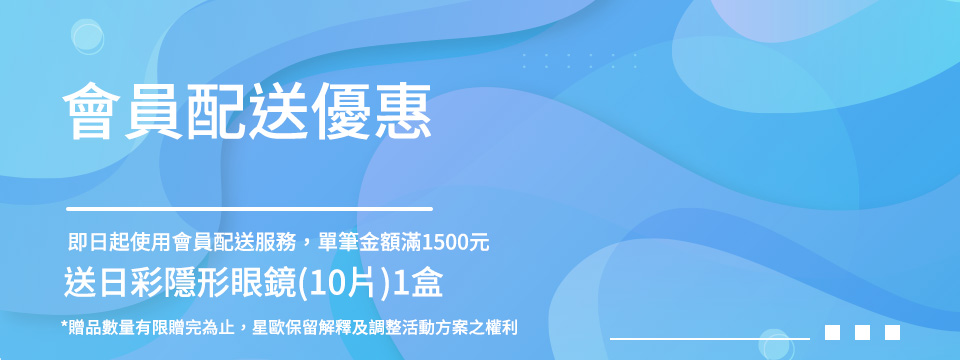 會員配送優惠
即日起使用會員配送服務，單筆金額滿1500元
送日彩隱形眼鏡(10片)1盒
*贈品數量有限贈完為止，星歐保留解釋及調整活動方案之權利